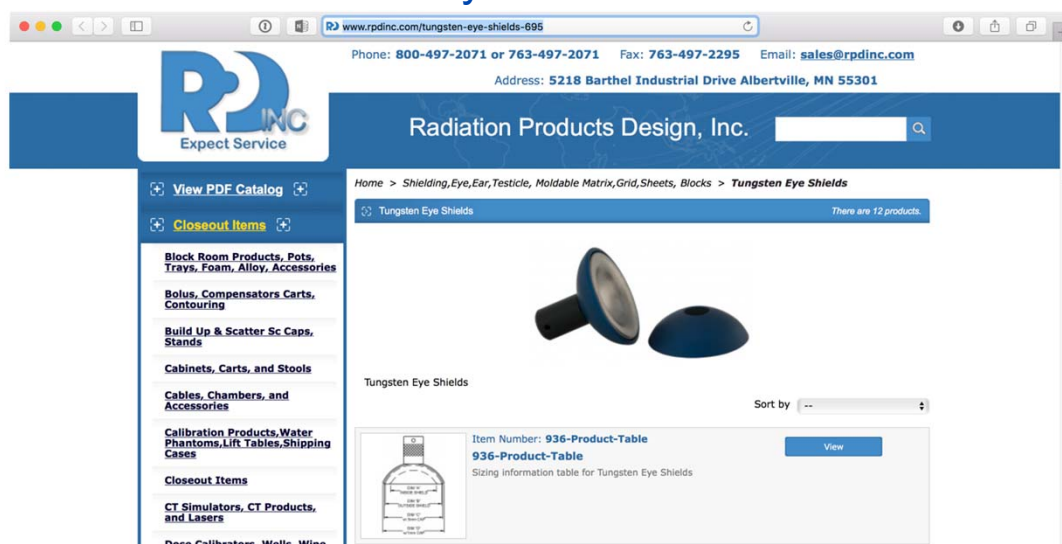 www.rpdinc.com/tungsten-eye-shields-695
Phone: 800-497-2071 or 763-497-2071 Fax: 763-497-2295 Email: sales@rpdinc.com
Address: 5218 Barthel Industrial Drive Albertville, MN 55301
RPD INC
Expect Service
Radiation Products Design, Inc.
View PDF Catalog
Closeout Items
Block Room Products, Pots,
Trays, Foam, Alloy, Accessories
Bolus, Compensators Carts,
Contouring
Build Up & Scatter Sc Caps,
Stands
Cabinets, Carts, and Stools
Cables, Chambers, and
Accessories
Calibration Products,Water
Phantoms,Lift Tables,Shipping
Cases
Closeout Items
CT Simulators, CT Products,
and Lasers
Dose Calibrators, Wells, Wipe
Home > Shielding,Eye,Ear,Testicle, Moldable Matrix,Grid,Sheets, Blocks > Tungsten Eye Shields
Tungsten Eye Shields There are 12 products.
Tungsten Eye Shields
Sort by --
Item Number: 936-Product-Table
936-Product-Table
Sizing information table for Tungsten Eye Shields
View